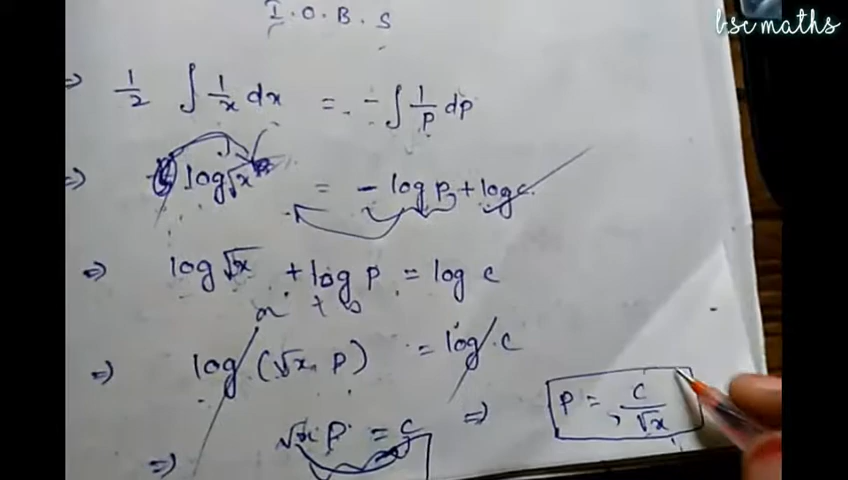 I.O.B.S
bsc maths
⇒ 1/2 ∫ 1/x dx = - ∫ 1/p dp
⇒ log √x = - log p + log c
⇒ log √x + log p = log c
⇒ log (√x . p) = log c
⇒ √x p = c ⇒ p = c/√x